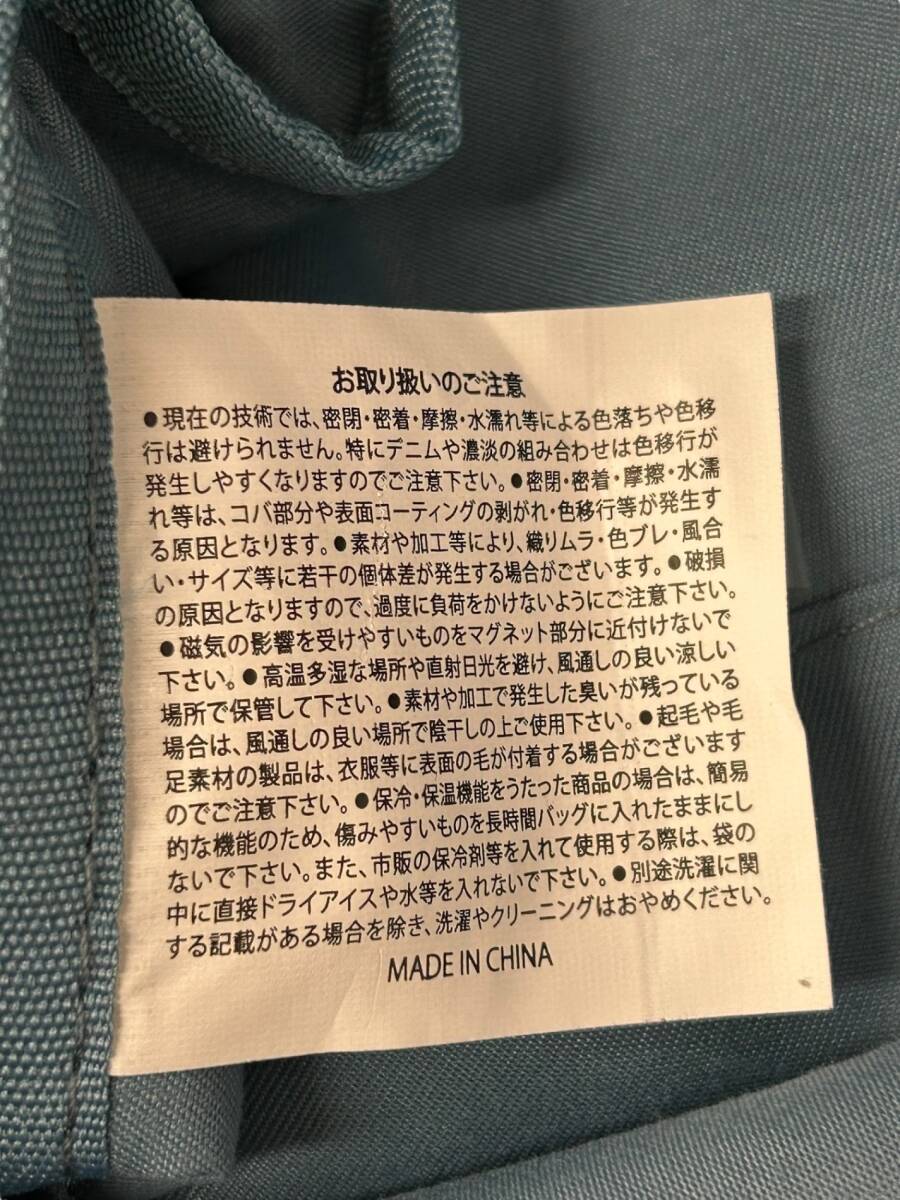 お取り扱いのご注意
●現在の技術では、密閉・密着・摩擦・水濡れ等による色落ちや色移
行は避けられません。特にデニムや濃淡の組み合わせは色移行が
発生しやすくなりますのでご注意下さい。●密閉・密着・摩擦・水濡
れ等は、コバ部分や表面コーティングの剥がれ・色移行等が発生す
る原因となります。●素材や加工等により、織りムラ・色ブレ・風合
い・サイズ等に若干の個体差が発生する場合がございます。●破損
の原因となりますので、過度に負荷をかけないようにご注意下さい。
●磁気の影響を受けやすいものをマグネット部分に近付けないで
下さい。●高温多湿な場所や直射日光を避け、風通しの良い涼しい
場所で保管して下さい。●素材や加工で発生した臭いが残っている
場合は、風通しの良い場所で陰干しの上ご使用下さい。●起毛や毛
足素材の製品は、衣服等に表面の毛が付着する場合がございます
のでご注意下さい。●保冷・保温機能をうたった商品の場合は、簡易
的な機能のため、傷みやすいものを長時間バッグに入れたままにし
ないで下さい。また、市販の保冷剤等を入れて使用する際は、袋の
中に直接ドライアイスや水等を入れないで下さい。●別途洗濯に関
する記載がある場合を除き、洗濯やクリーニングはおやめください。
MADE IN CHINA